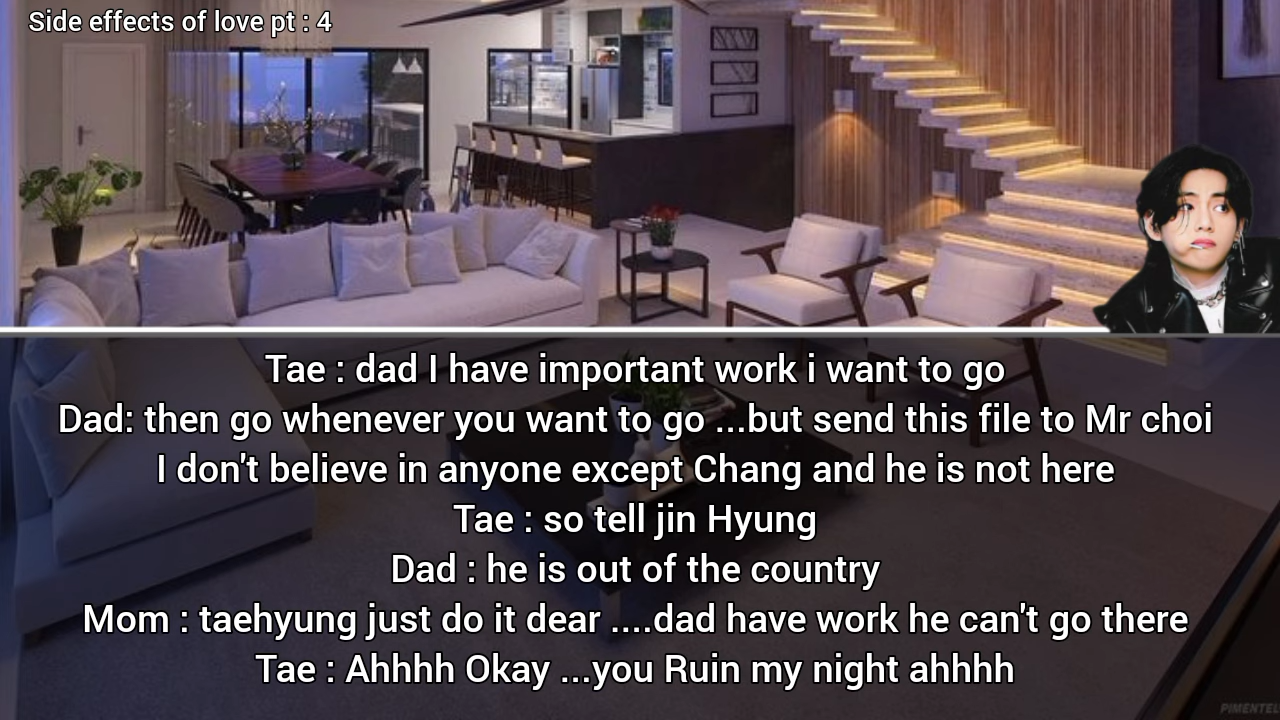 Side effects of love pt : 4
Tae : dad I have important work i want to go
Dad: then go whenever you want to go ...but send this file to Mr choi
I don't believe in anyone except Chang and he is not here
Tae : so tell jin Hyung
Dad : he is out of the country
Mom : taehyung just do it dear ....dad have work he can't go there
Tae : Ahhhh Okay ...you Ruin my night ahhhh
PIMENTEL